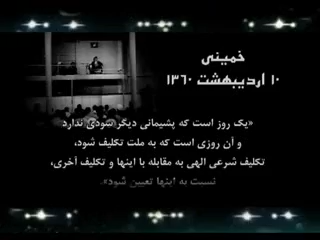 خمینی
۱۰ اردیبهشت ۱۳۶۰
«یک روز است که پشیمانی دیگر سودی ندارد
و آن روزی است که به ملت تکلیف شود،
تکلیف شرعی الهی به مقابله با اینها و تکلیف آخری،
نسبت به اینها تعیین شود».